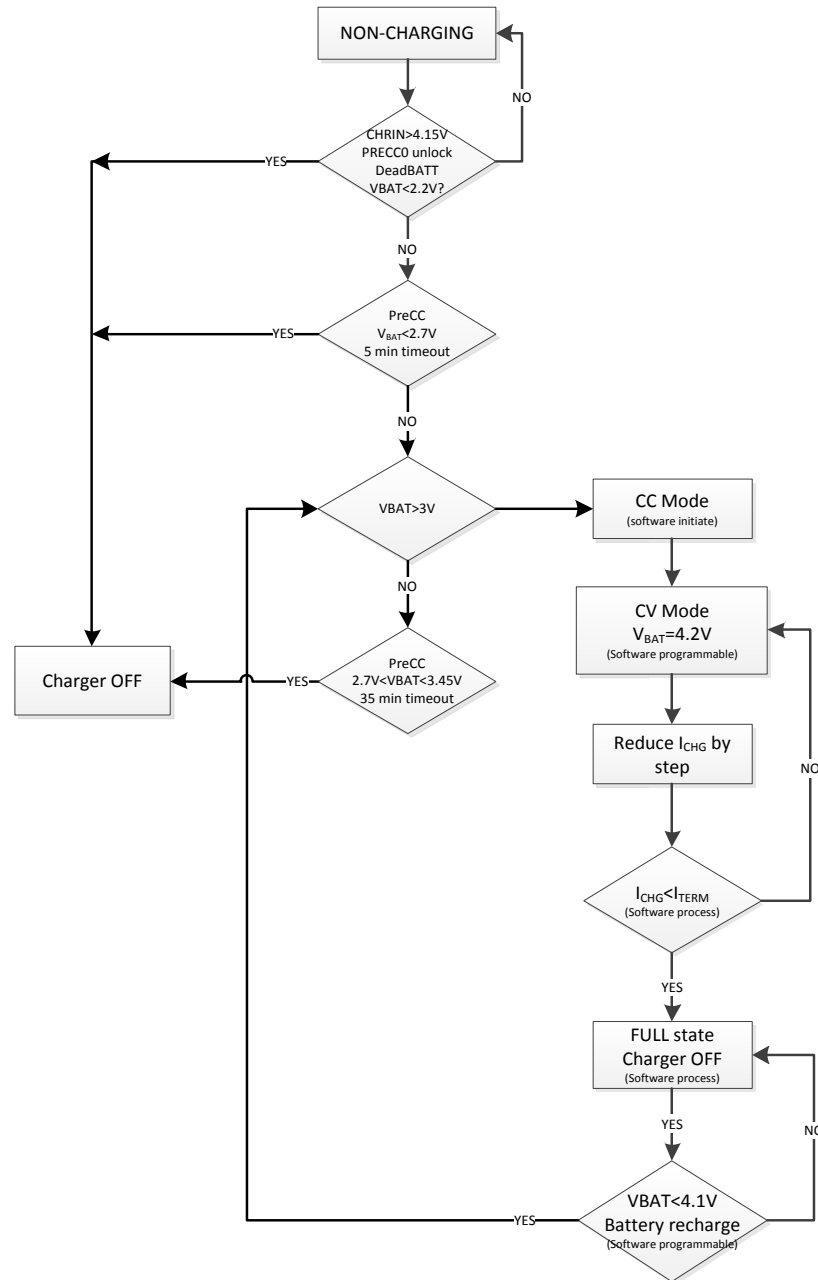 NON-CHARGING
NO
CHRIN>4.15V
PRECC0 unlock
DeadBATT
VBAT<2.2V?
YES
NO
PreCC
VBAT<2.7V
5 min timeout
YES
NO
VBAT>3V
CC Mode
(software initiate)
NO
CV Mode
VBAT=4.2V
(Software programmable)
PreCC
2.7V<VBAT<3.45V
35 min timeout
YES
Charger OFF
Reduce ICHG by
step
NO
ICHG<ITERM
(Software process)
YES
FULL state
Charger OFF
(Software process)
YES
NO
VBAT<4.1V
Battery recharge
(Software programmable)
YES